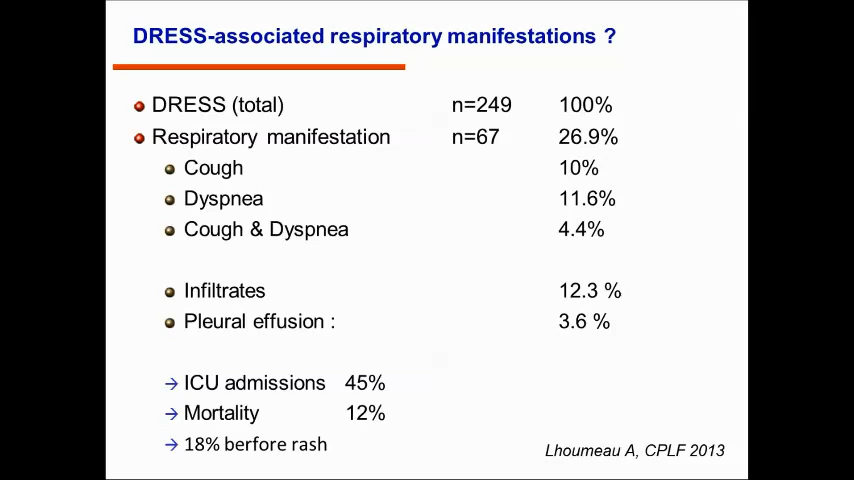 DRESS-associated respiratory manifestations ?
DRESS (total) n=249 100%
Respiratory manifestation n=67 26.9%
Cough 10%
Dyspnea 11.6%
Cough & Dyspnea 4.4%
Infiltrates 12.3 %
Pleural effusion : 3.6 %
→ ICU admissions 45%
→ Mortality 12%
→ 18% berfore rash
Lhoumeau A, CPLF 2013